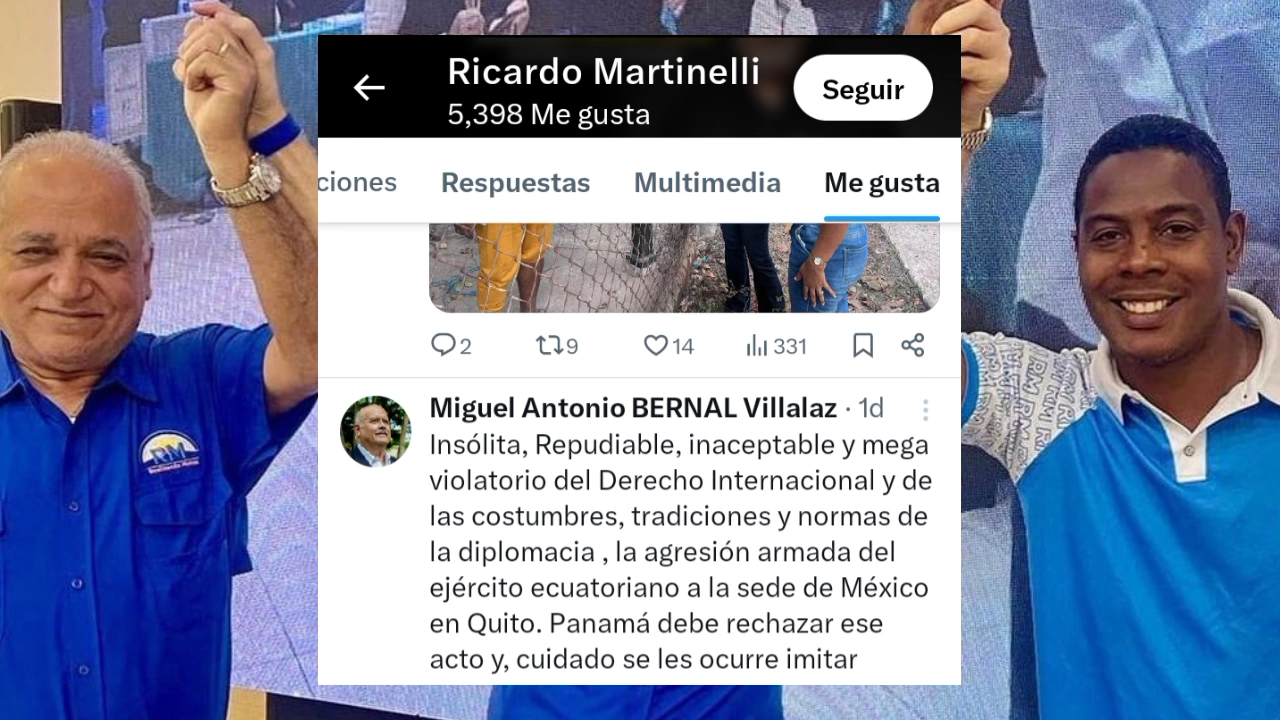 Ricardo Martinelli
5,398 Me gusta
Seguir
ciones
Respuestas
Multimedia
Me gusta
2
9
14
331
Miguel Antonio BERNAL Villalaz · 1d
Insólita, Repudiable, inaceptable y mega
violatorio del Derecho Internacional y de
las costumbres, tradiciones y normas de
la diplomacia , la agresión armada del
ejército ecuatoriano a la sede de México
en Quito. Panamá debe rechazar ese
acto y, cuidado se les ocurre imitar
RM